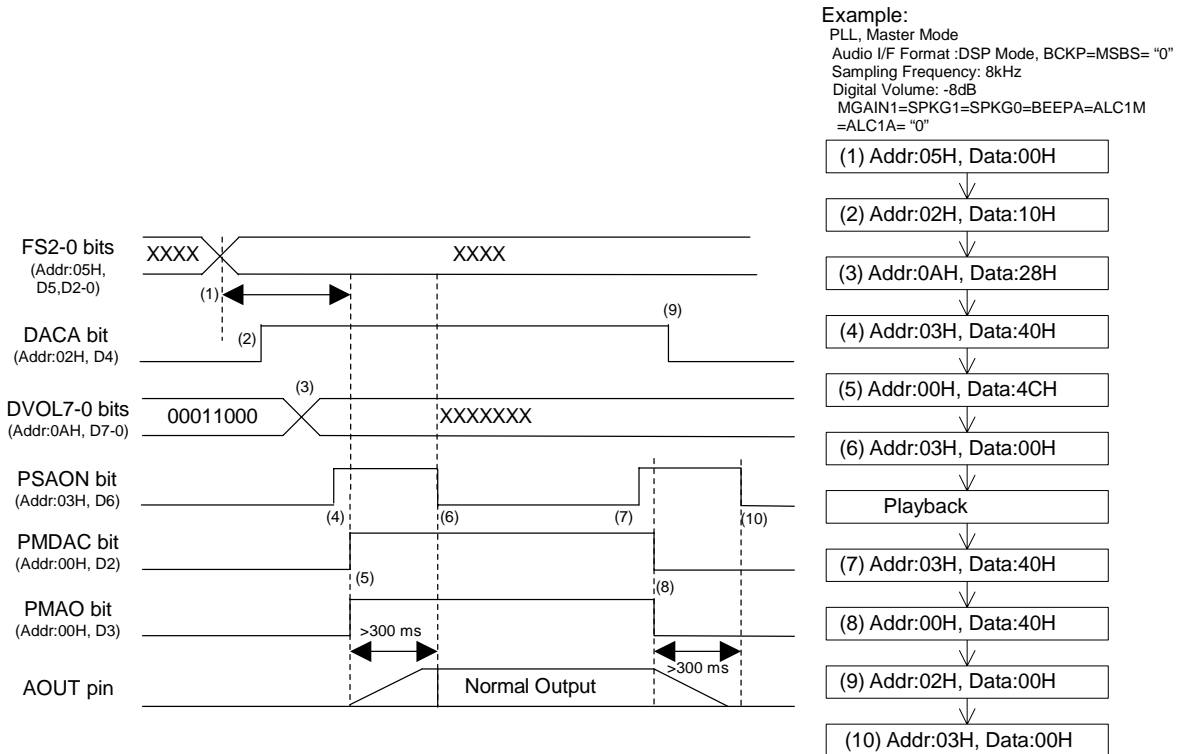 Example:
PLL, Master Mode
Audio I/F Format :DSP Mode, BCKP=MSBS= “0”
Sampling Frequency: 8kHz
Digital Volume: -8dB
MGAIN1=SPKG1=SPKG0=BEEPA=ALC1M
=ALC1A= “0”
(1) Addr:05H, Data:00H
(2) Addr:02H, Data:10H
(3) Addr:0AH, Data:28H
(4) Addr:03H, Data:40H
(5) Addr:00H, Data:4CH
(6) Addr:03H, Data:00H
Playback
(7) Addr:03H, Data:40H
(8) Addr:00H, Data:40H
(9) Addr:02H, Data:00H
(10) Addr:03H, Data:00H
FS2-0 bits
(Addr:05H,
D5,D2-0)
XXXX
XXXX
(1)
DACA bit
(Addr:02H, D4)
(2)
(9)
DVOL7-0 bits
(Addr:0AH, D7-0)
00011000
(3)
XXXXXXX
PSAON bit
(Addr:03H, D6)
(4)
(6)
(7)
(10)
PMDAC bit
(Addr:00H, D2)
(5)
(8)
PMAO bit
(Addr:00H, D3)
>300 ms
>300 ms
AOUT pin
Normal Output